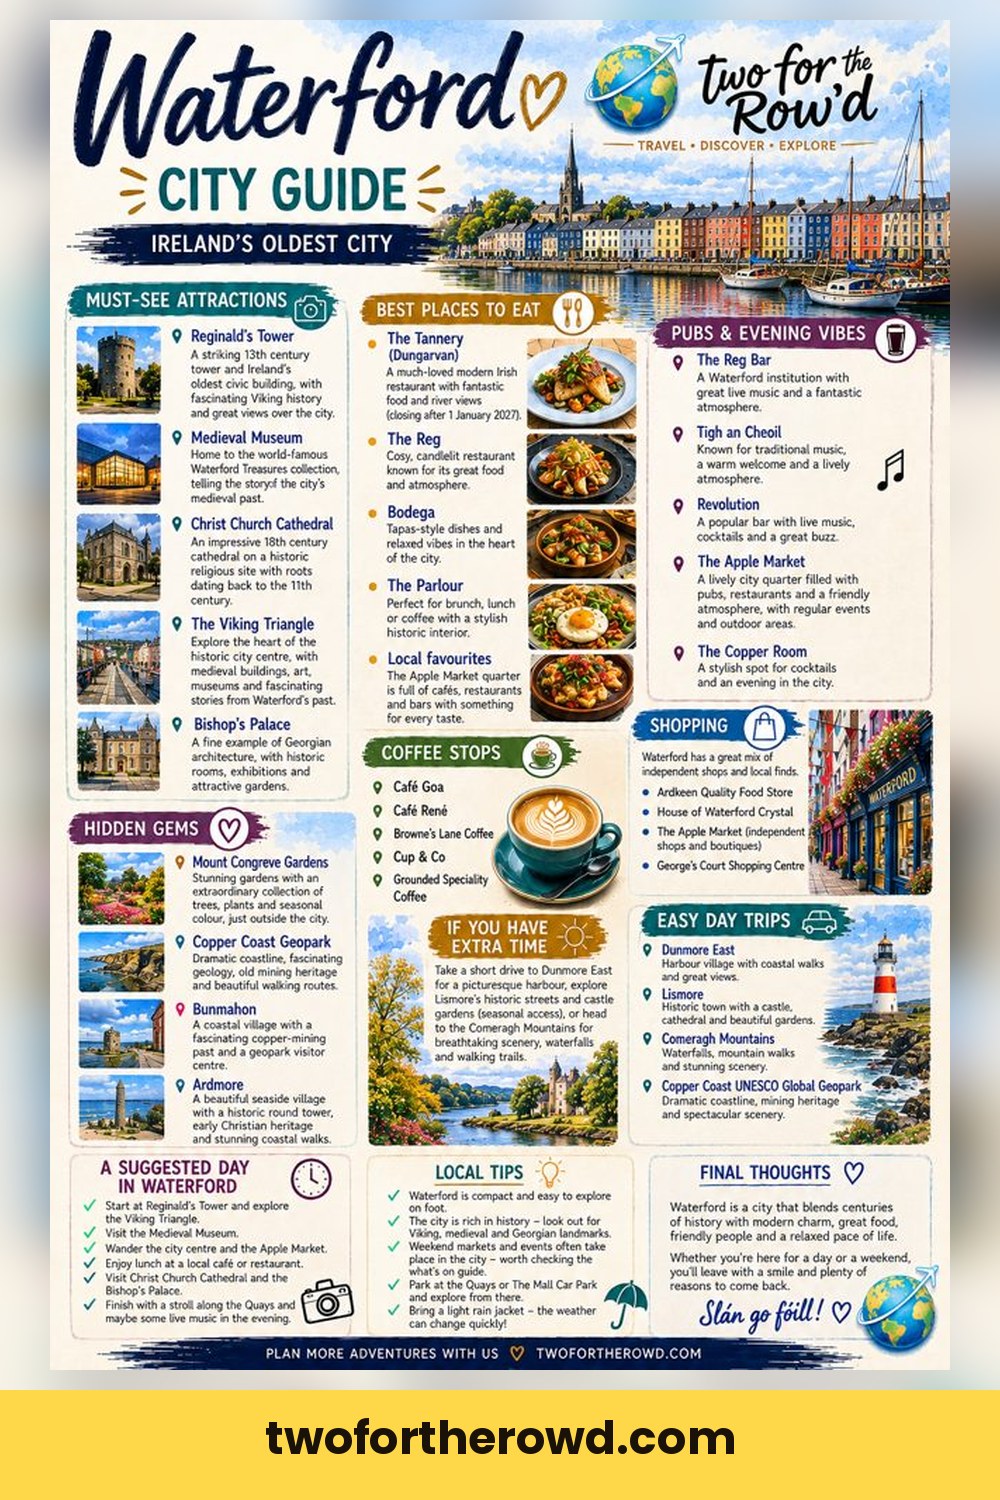 Waterford
CITY GUIDE
IRELAND'S OLDEST CITY
two for the
Row'd
TRAVEL • DISCOVER • EXPLORE
MUST-SEE ATTRACTIONS
Reginald's Tower
A striking 13th century
tower and Ireland's
oldest civic building, with
fascinating Viking history
and great views over the city.
Medieval Museum
Home to the world-famous
Waterford Treasures collection,
telling the story of the city's
medieval past.
Christ Church Cathedral
An impressive 18th century
cathedral on a historic
religious site with roots
dating back to the 11th
century.
The Viking Triangle
Explore the heart of the
historic city centre, with
medieval buildings, art,
museums and fascinating
stories from Waterford's past.
Bishop's Palace
A fine example of Georgian
architecture, with historic
rooms, exhibitions and
attractive gardens.
HIDDEN GEMS
Mount Congreve Gardens
Stunning gardens with an
extraordinary collection of
trees, plants and seasonal
colour, just outside the city.
Copper Coast Geopark
Dramatic coastline, fascinating
geology, old mining heritage
and beautiful walking routes.
Bunmahon
A coastal village with a
fascinating copper-mining
past and a geopark visitor
centre.
Ardmore
A beautiful seaside village
with a historic round tower,
early Christian heritage
and stunning coastal walks.
BEST PLACES TO EAT
The Tannery
(Dungarvan)
A much-loved modern Irish
restaurant with fantastic
food and river views
(closing after 1 January 2027).
The Reg
Cosy, candlelit restaurant
known for its great food
and atmosphere.
Bodega
Tapas-style dishes and
relaxed vibes in the heart
of the city.
The Parlour
Perfect for brunch, lunch
or coffee with a stylish
historic interior.
Local favourites
The Apple Market quarter
is full of cafés, restaurants
and bars with something
for every taste.
COFFEE STOPS
Café Goa
Café René
Browne's Lane Coffee
Cup & Co
Grounded Speciality
Coffee
IF YOU HAVE
EXTRA TIME
Take a short drive to Dunmore East
for a picturesque harbour, explore
Lismore's historic streets and castle
gardens (seasonal access), or head
to the Comeragh Mountains for
breathtaking scenery, waterfalls
and walking trails.
PUBS & EVENING VIBES
The Reg Bar
A Waterford institution with
great live music and a fantastic
atmosphere.
Tigh an Cheoil
Known for traditional music,
a warm welcome and a lively
atmosphere.
Revolution
A popular bar with live music,
cocktails and a great buzz.
The Apple Market
A lively city quarter filled with
pubs, restaurants and a friendly
atmosphere, with regular events
and outdoor areas.
The Copper Room
A stylish spot for cocktails
and an evening in the city.
SHOPPING
Waterford has a great mix of
independent shops and local finds.
• Ardkeen Quality Food Store
• House of Waterford Crystal
• The Apple Market (independent
shops and boutiques)
• George's Court Shopping Centre
WATERFORD
EASY DAY TRIPS
Dunmore East
Harbour village with coastal walks
and great views.
Lismore
Historic town with a castle,
cathedral and beautiful gardens.
Comeragh Mountains
Waterfalls, mountain walks
and stunning scenery.
Copper Coast UNESCO Global Geopark
Dramatic coastline, mining heritage
and spectacular scenery.
A SUGGESTED DAY
IN WATERFORD
Start at Reginald's Tower and explore
the Viking Triangle.
Visit the Medieval Museum.
Wander the city centre and the Apple Market.
Enjoy lunch at a local café or restaurant.
Visit Christ Church Cathedral and the
Bishop's Palace.
Finish with a stroll along the Quays and
maybe some live music in the evening.
LOCAL TIPS
Waterford is compact and easy to explore
on foot.
The city is rich in history – look out for
Viking, medieval and Georgian landmarks.
Weekend markets and events often take
place in the city – worth checking the
what's on guide.
Park at the Quays or The Mall Car Park
and explore from there.
Bring a light rain jacket – the weather
can change quickly!
FINAL THOUGHTS
Waterford is a city that blends centuries
of history with modern charm, great food,
friendly people and a relaxed pace of life.
Whether you're here for a day or a weekend,
you'll leave with a smile and plenty of
reasons to come back.
Slán go fóill!
PLAN MORE ADVENTURES WITH US TWOFORTHEROWD.COM
twofortherowd.com